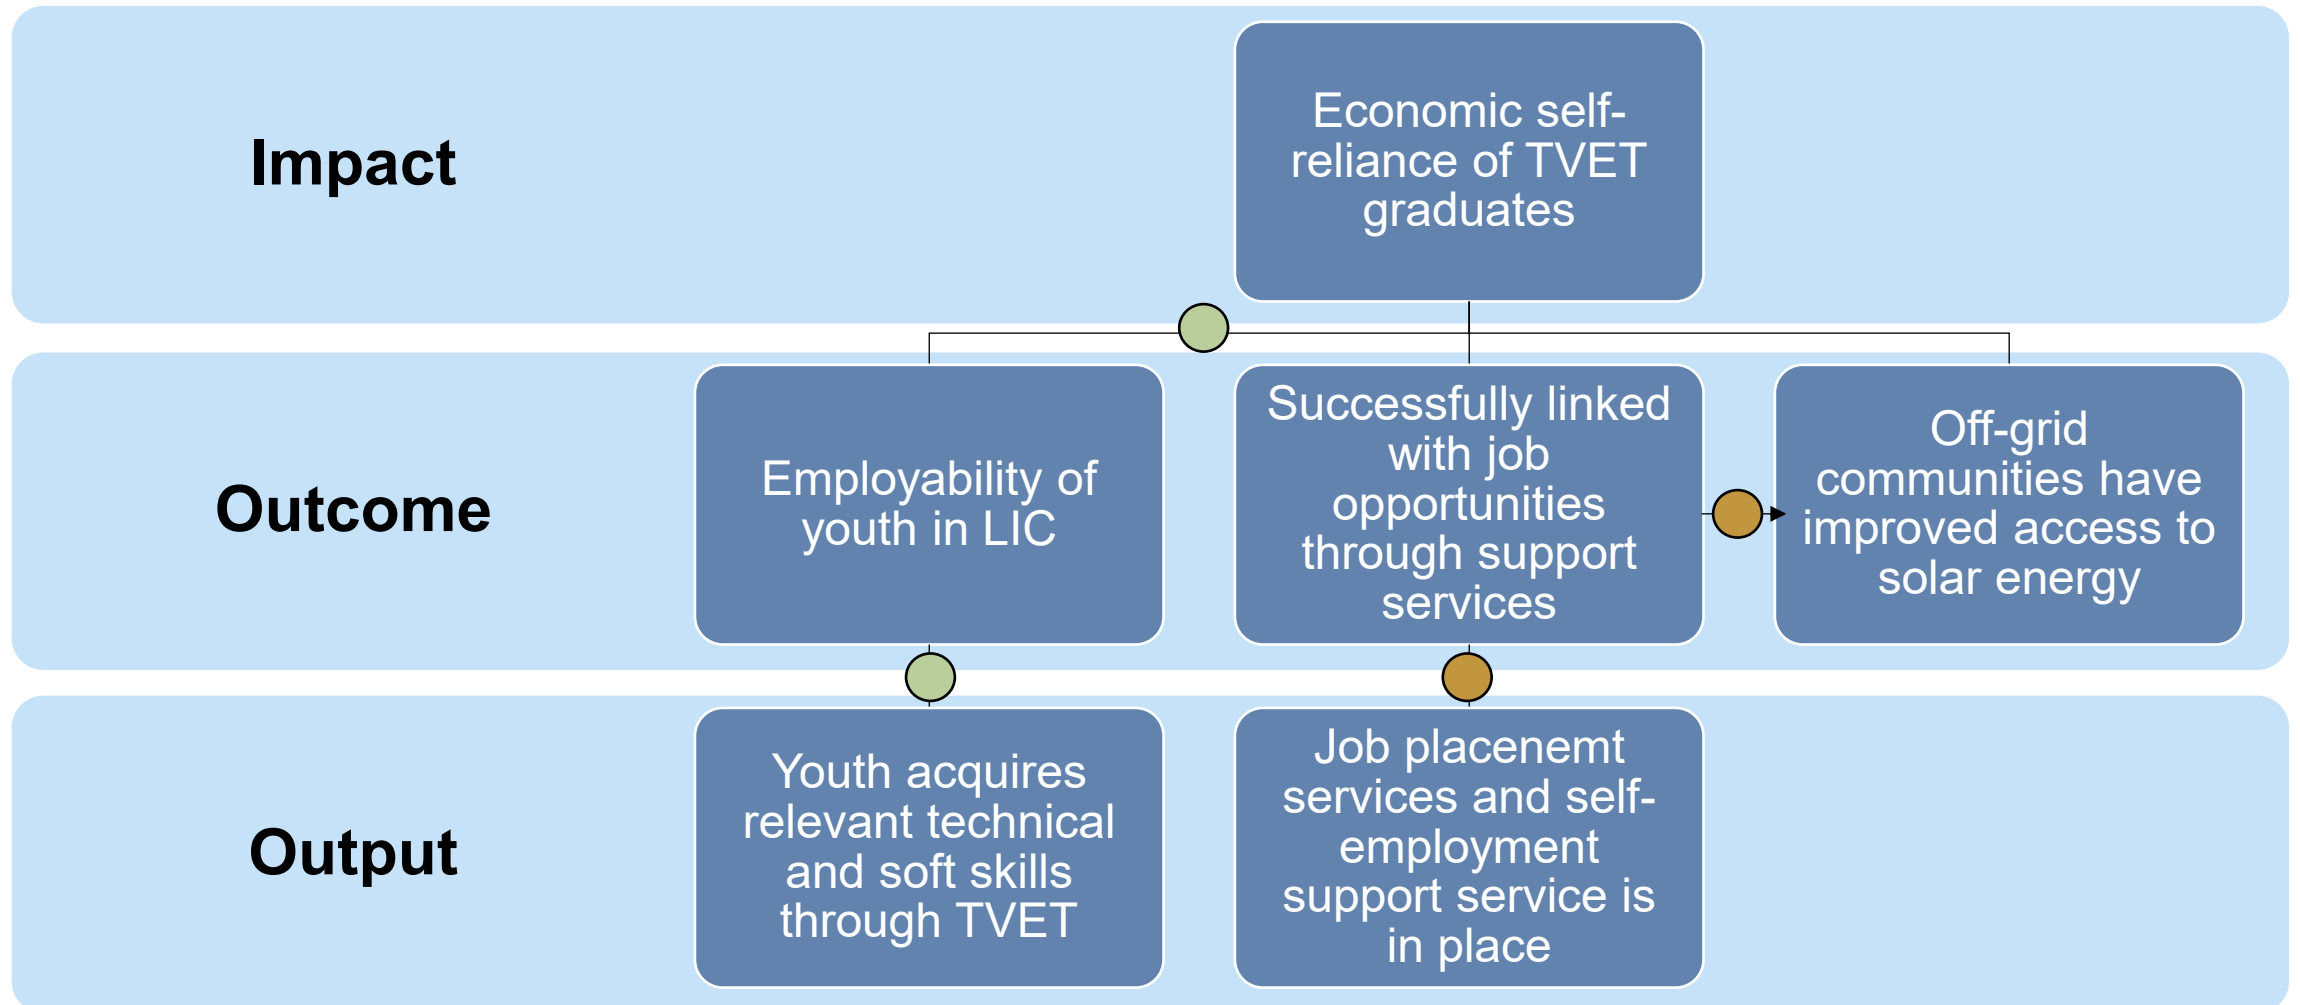 Impact
Economic self-
reliance of TVET
graduates
Outcome
Employability of
youth in LIC
Successfully linked
with job
opportunities
through support
services
Off-grid
communities have
improved access to
solar energy
Output
Youth acquires
relevant technical
and soft skills
through TVET
Job placenemt
services and self-
employment
support service is
in place